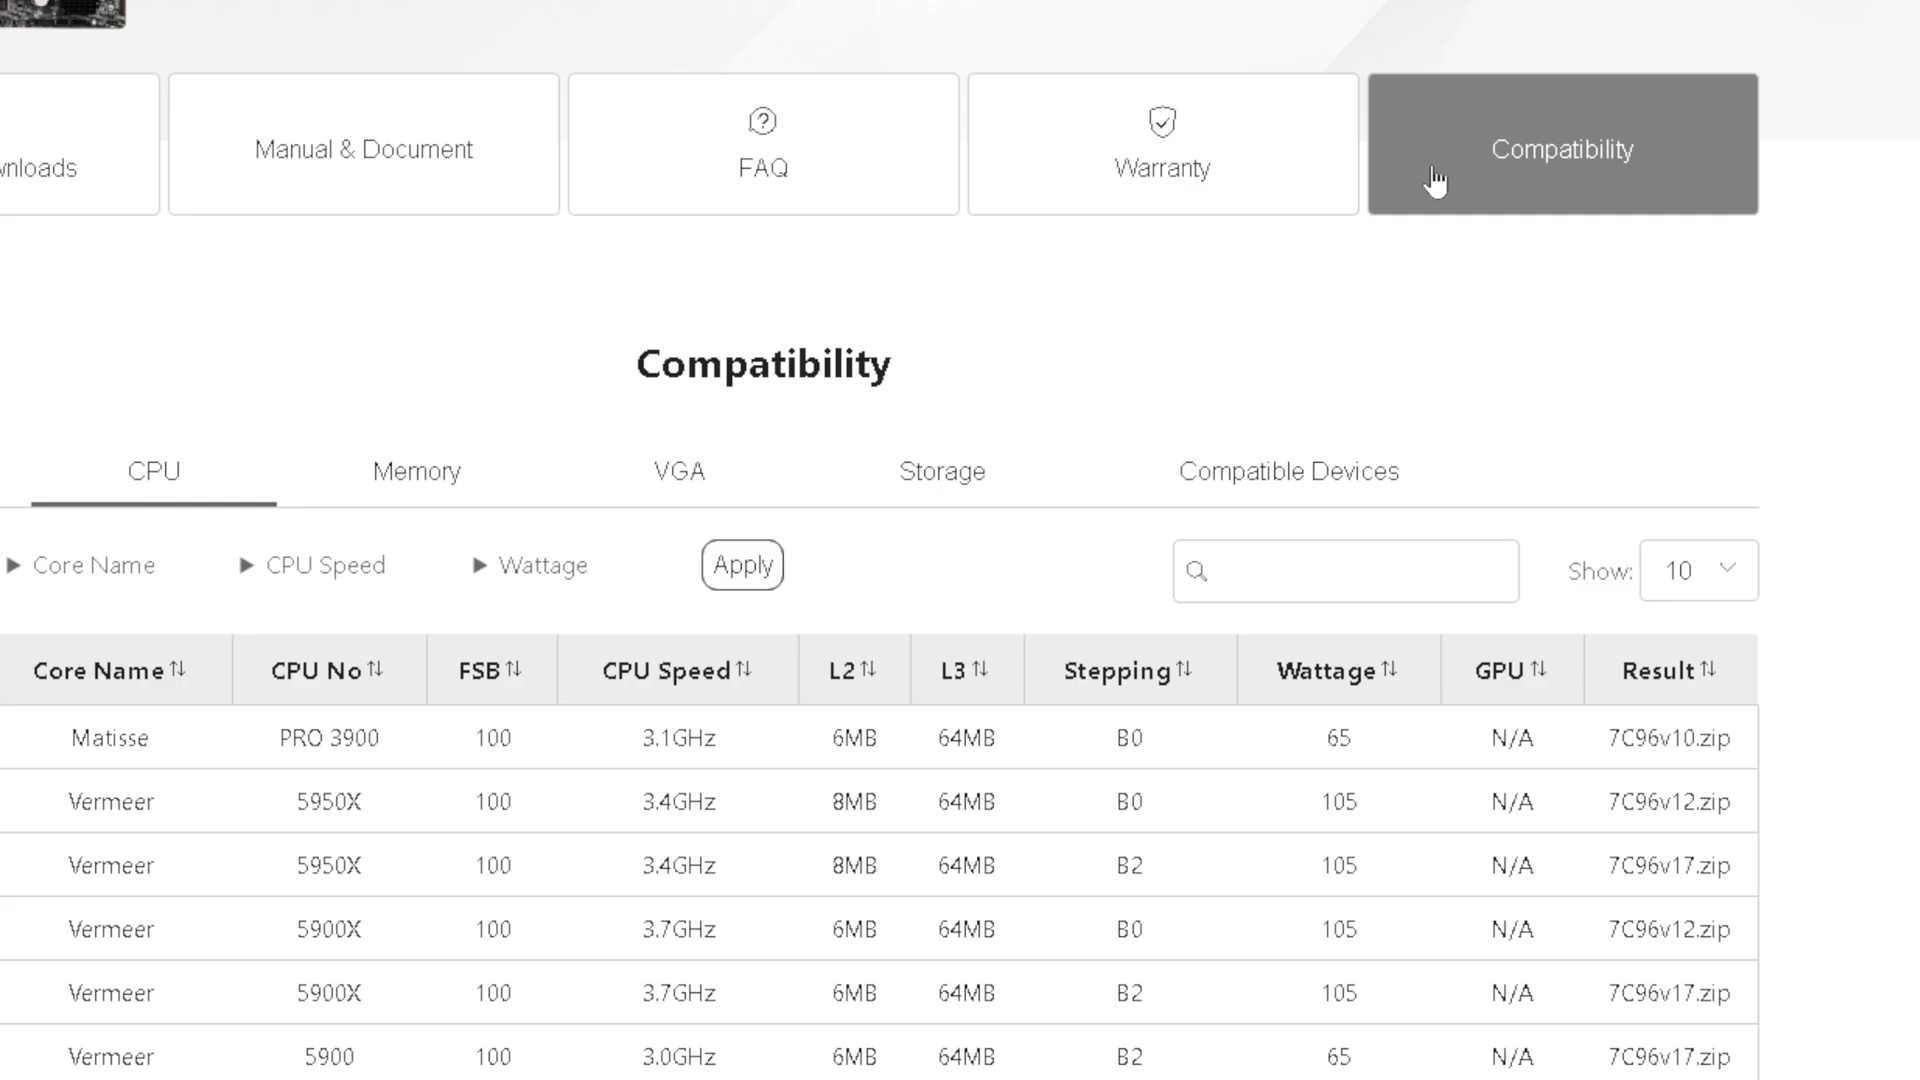 wnloads
Manual & Document
FAQ
Warranty
Compatibility
Compatibility
CPU Memory VGA Storage Compatible Devices
Core Name CPU Speed Wattage Apply Show: 10
Core Name CPU No FSB CPU Speed L2 L3 Stepping Wattage GPU Result
Matisse PRO 3900 100 3.1GHz 6MB 64MB B0 65 N/A 7C96v10.zip
Vermeer 5950X 100 3.4GHz 8MB 64MB B0 105 N/A 7C96v12.zip
Vermeer 5950X 100 3.4GHz 8MB 64MB B2 105 N/A 7C96v17.zip
Vermeer 5900X 100 3.7GHz 6MB 64MB B0 105 N/A 7C96v12.zip
Vermeer 5900X 100 3.7GHz 6MB 64MB B2 105 N/A 7C96v17.zip
Vermeer 5900 100 3.0GHz 6MB 64MB B2 65 N/A 7C96v17.zip